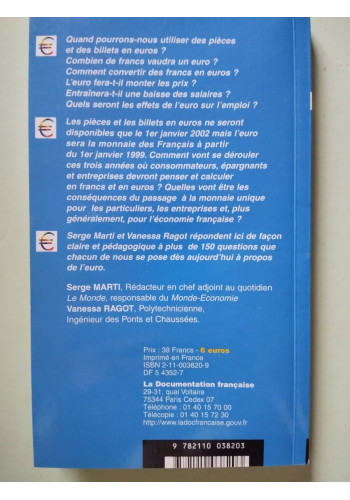 Quand pourrons-nous utiliser des pièces
et des billets en euros ?
Combien de francs vaudra un euro ?
Comment convertir des francs en euros ?
L'euro fera-t-il monter les prix ?
Entraînera-t-il une baisse des salaires ?
Quels seront les effets de l'euro sur l'emploi ?
Les pièces et les billets en euros ne seront
disponibles que le 1er janvier 2002 mais l'euro
sera la monnaie des Français à partir
du 1er janvier 1999. Comment vont se dérouler
ces trois années où consommateurs, épargnants
et entreprises devront penser et calculer
en francs et en euros ? Quelles vont être les
conséquences du passage à la monnaie unique
pour les particuliers, les entreprises et, plus
généralement, pour l'économie française ?
Serge Marti et Vanessa Ragot répondent ici de façon
claire et pédagogique à plus de 150 questions que
chacun de nous se pose dès aujourd'hui à propos
de l'euro.
Serge MARTI, Rédacteur en chef adjoint au quotidien
Le Monde, responsable du Monde-Economie
Vanessa RAGOT, Polytechnicienne,
Ingénieur des Ponts et Chaussées.
Prix : 39 Francs - 6 euros
Imprimé en France
ISBN 2-11-003820-9
DF 5 4352-7
La Documentation française
29-31, quai Voltaire
75344 Paris Cedex 07
Téléphone : 01 40 15 70 00
Télécopie : 01 40 15 72 30
http://www.ladocfrancaise.gouv.fr
9 782110 038203